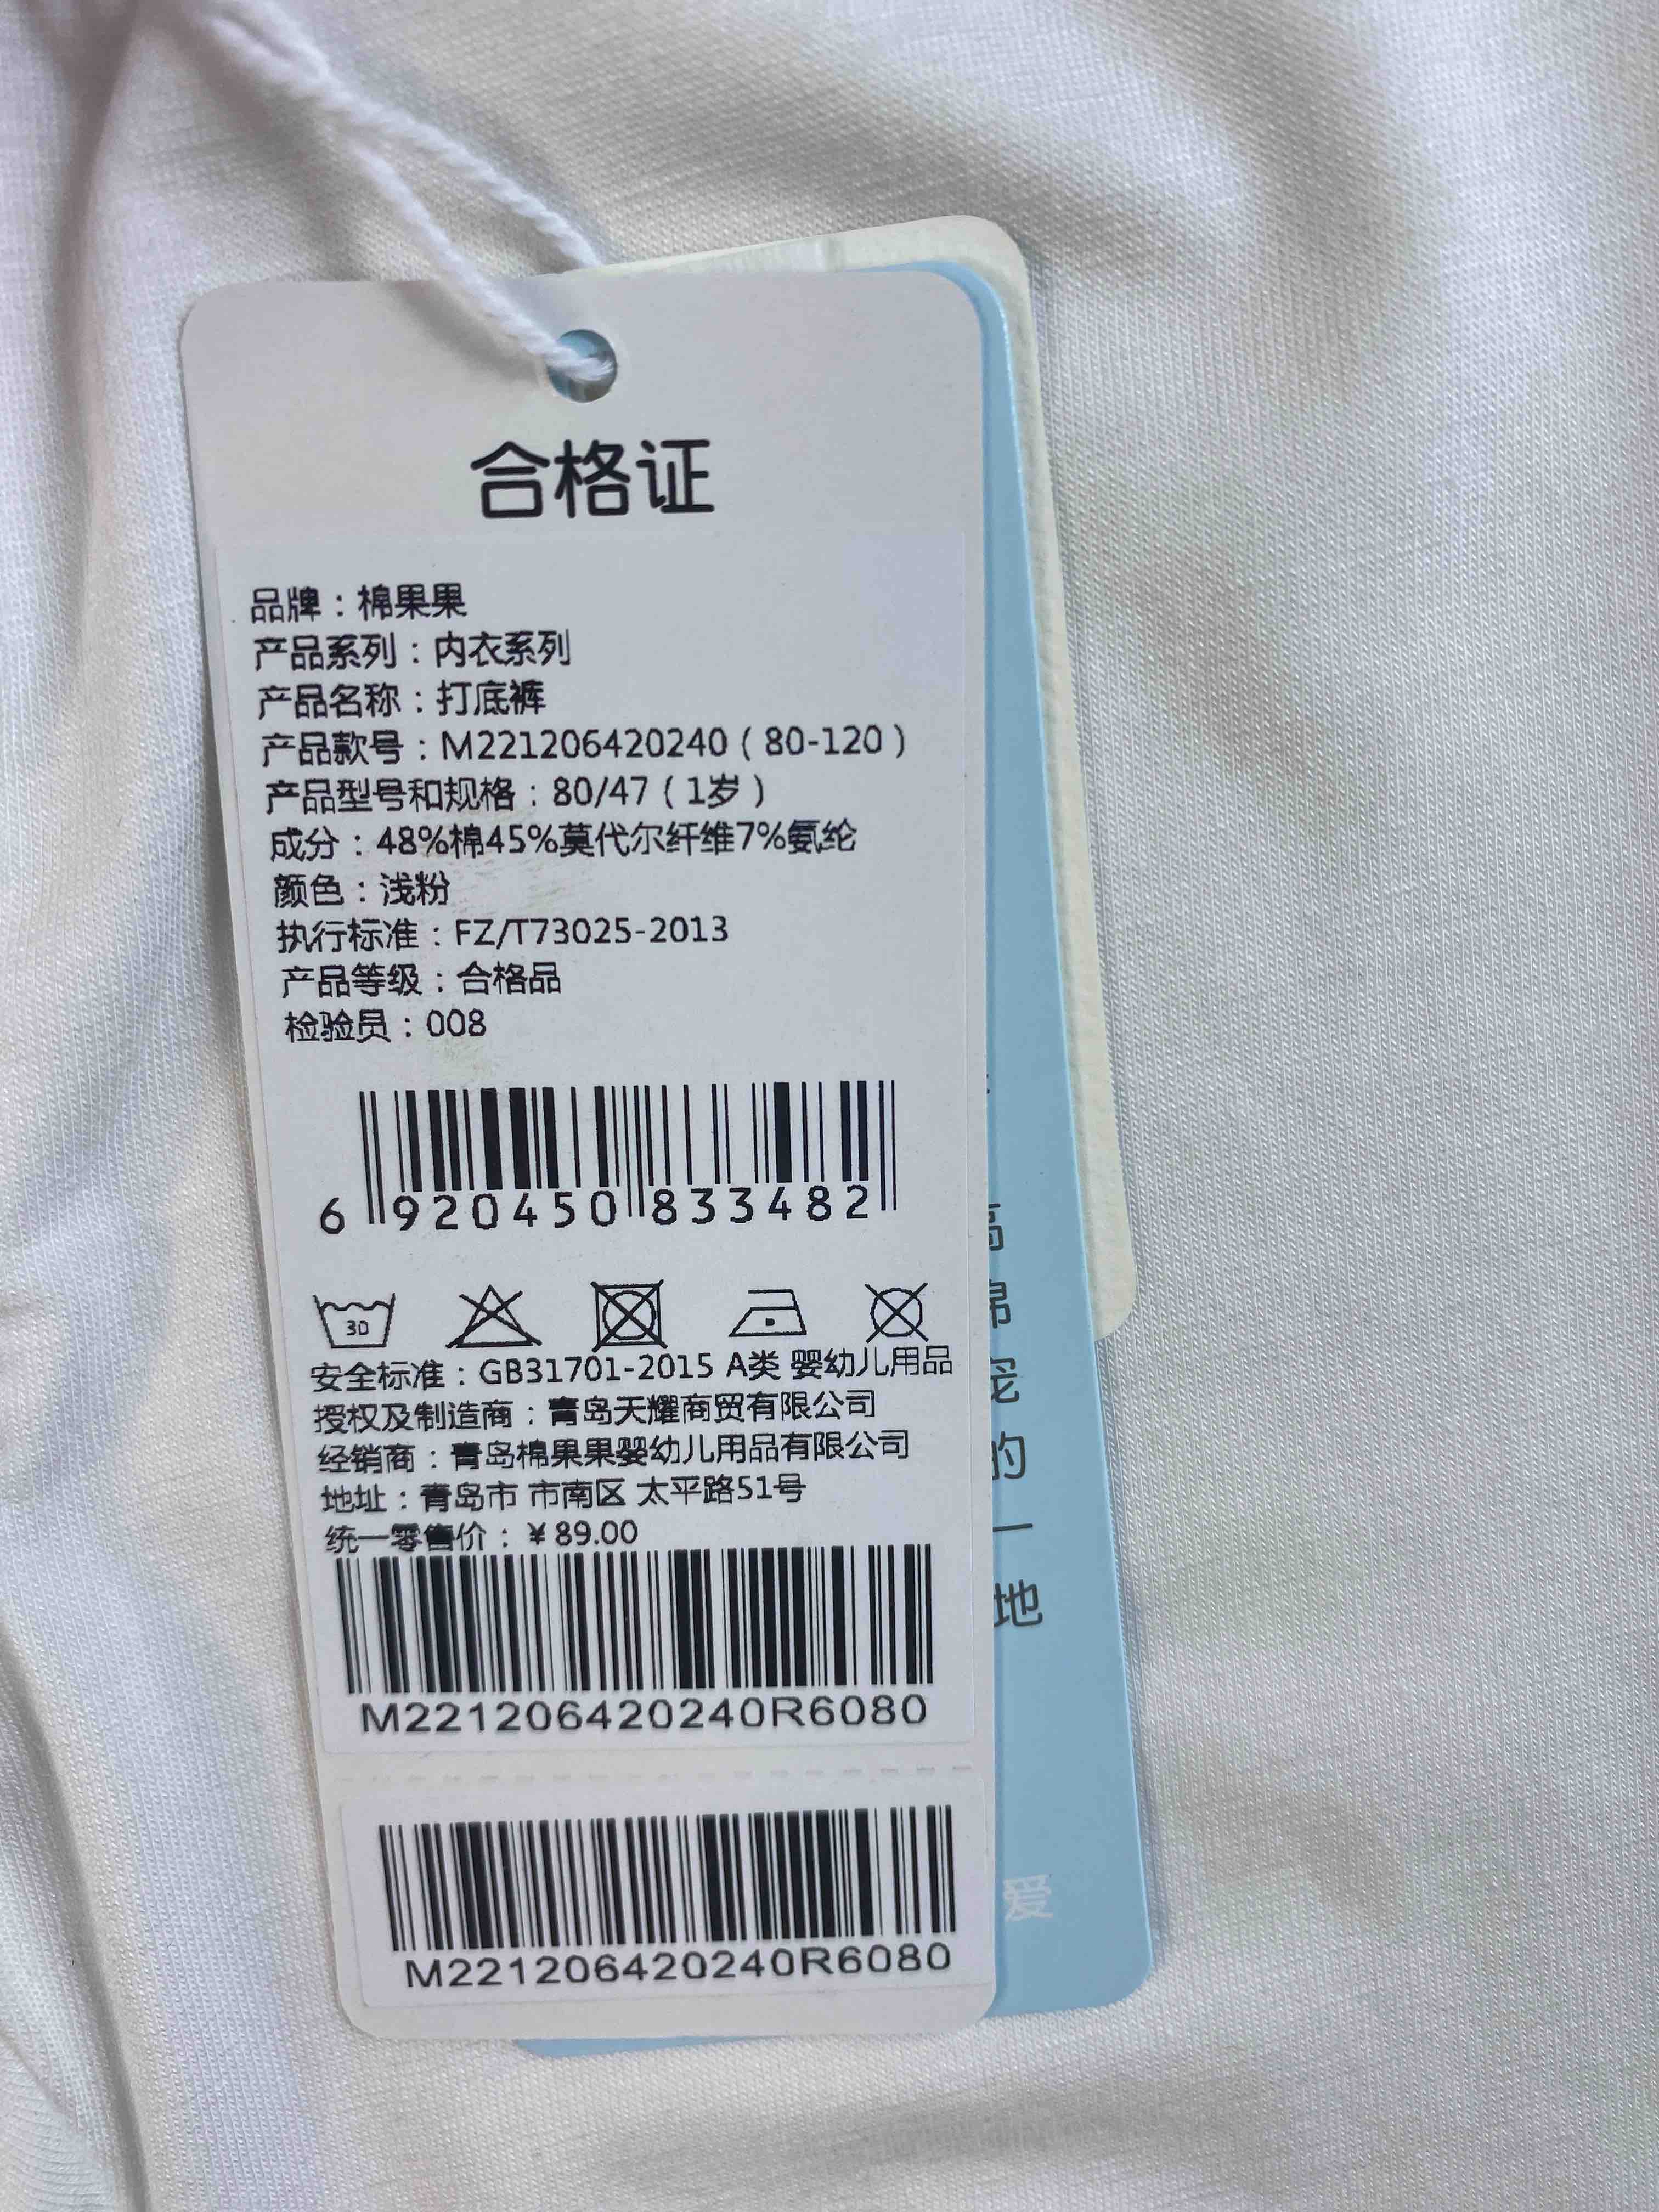 合格证
品牌：棉果果
产品系列：内衣系列
产品名称：打底裤
产品款号：M221206420240（80-120）
产品型号和规格：80/47（1岁）
成分：48%棉45%莫代尔纤维7%氨纶
颜色：浅粉
执行标准：FZ/T73025-2013
产品等级：合格品
检验员：008
6 920450 833482
30
安全标准：GB31701-2015 A类 婴幼儿用品
授权及制造商：青岛天耀商贸有限公司
经销商：青岛棉果果婴幼儿用品有限公司
地址：青岛市 市南区 太平路51号
统一零售价：¥89.00
M221206420240R6080
M221206420240R6080
的
一
地
爱